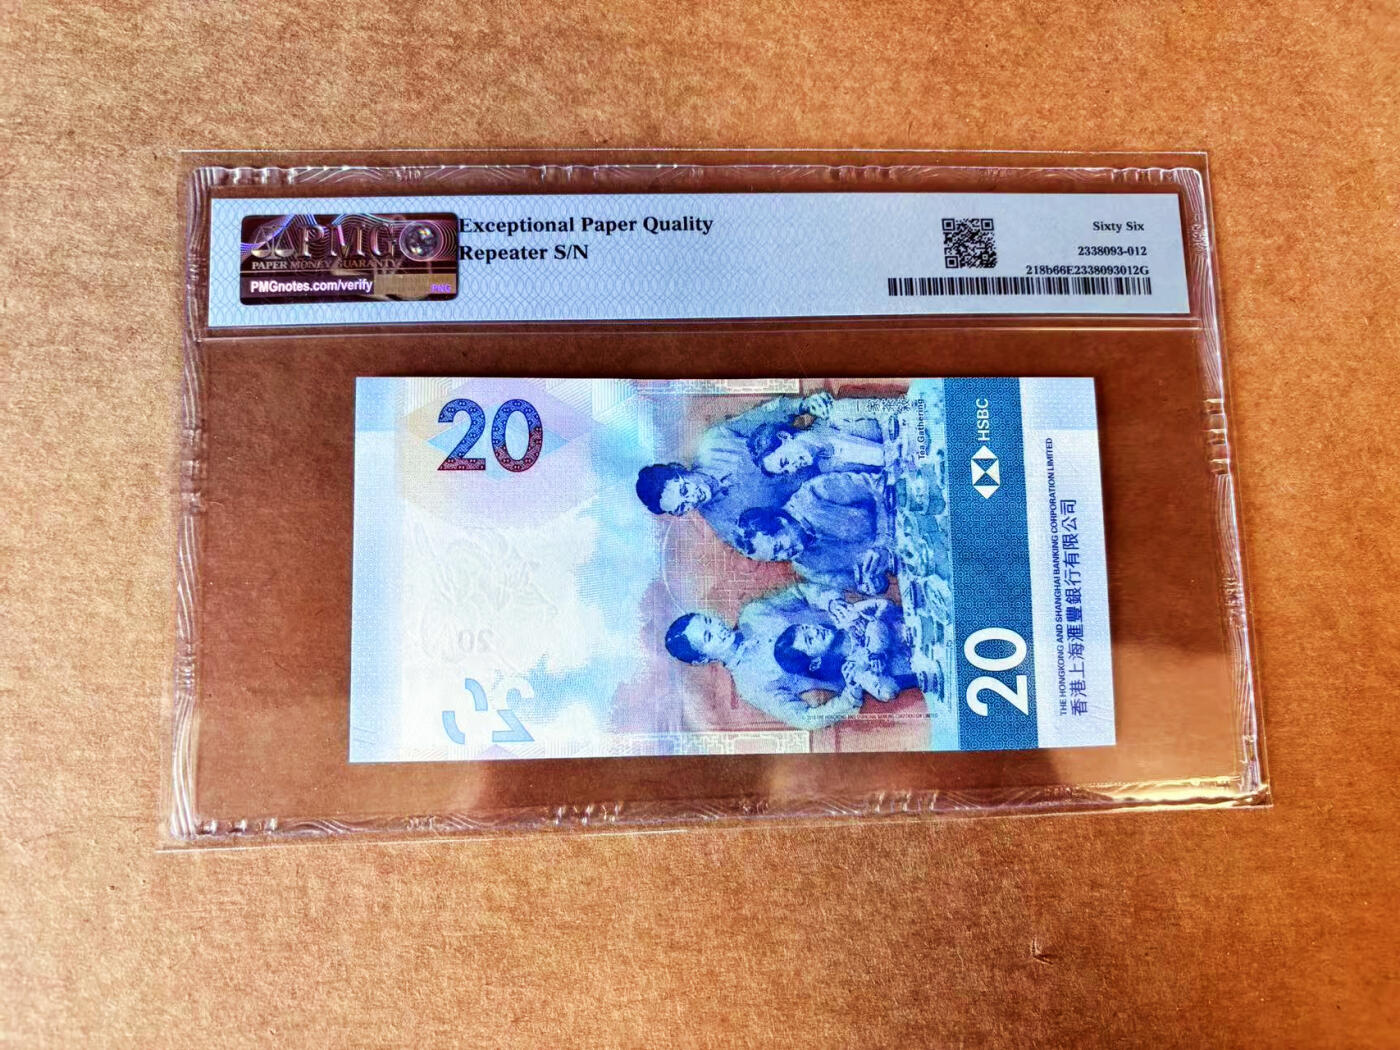 PMG
PAPER MONEY GUARANTY
PMGnotes.com/verify
PMG
Exceptional Paper Quality
Repeater S/N
Sixty Six
2338093-012
218b66E2338093012G
20
20
Tea Gathering
HSBC
20
THE HONGKONG AND SHANGHAI BANKING CORPORATION LIMITED
香港上海滙豐銀行有限公司